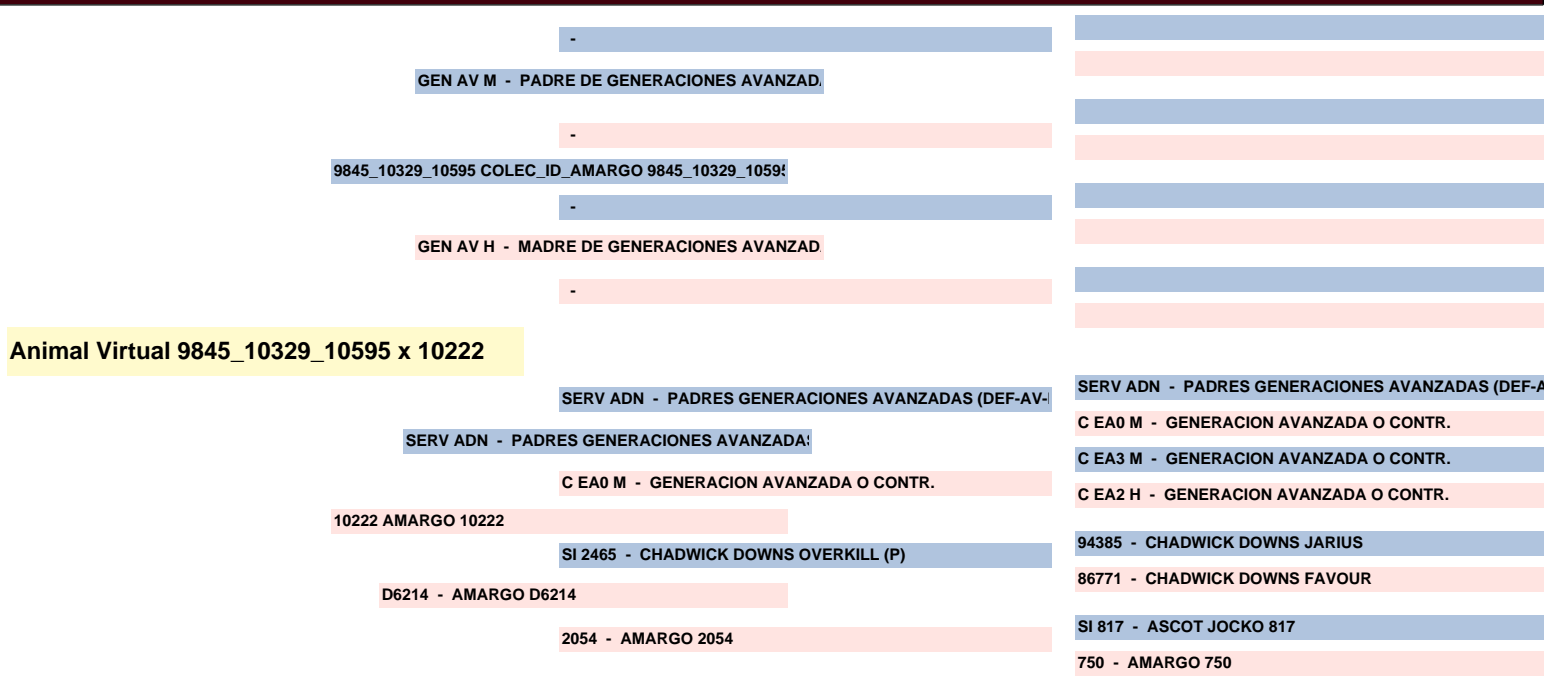 -
GEN AV M - PADRE DE GENERACIONES AVANZAD
-
9845_10329_10595 COLEC_ID_AMARGO 9845_10329_1059
-
GEN AV H - MADRE DE GENERACIONES AVANZAD
-
Animal Virtual 9845_10329_10595 x 10222
SERV ADN - PADRES GENERACIONES AVANZADAS (DEF-A
SERV ADN - PADRES GENERACIONES AVANZADAS (DEF-AV-
C EA0 M - GENERACION AVANZADA O CONTR.
SERV ADN - PADRES GENERACIONES AVANZADA
C EA3 M - GENERACION AVANZADA O CONTR.
C EA0 M - GENERACION AVANZADA O CONTR.
C EA2 H - GENERACION AVANZADA O CONTR.
10222 AMARGO 10222
94385 - CHADWICK DOWNS JARIUS
SI 2465 - CHADWICK DOWNS OVERKILL (P)
86771 - CHADWICK DOWNS FAVOUR
D6214 - AMARGO D6214
SI 817 - ASCOT JOCKO 817
2054 - AMARGO 2054
750 - AMARGO 750